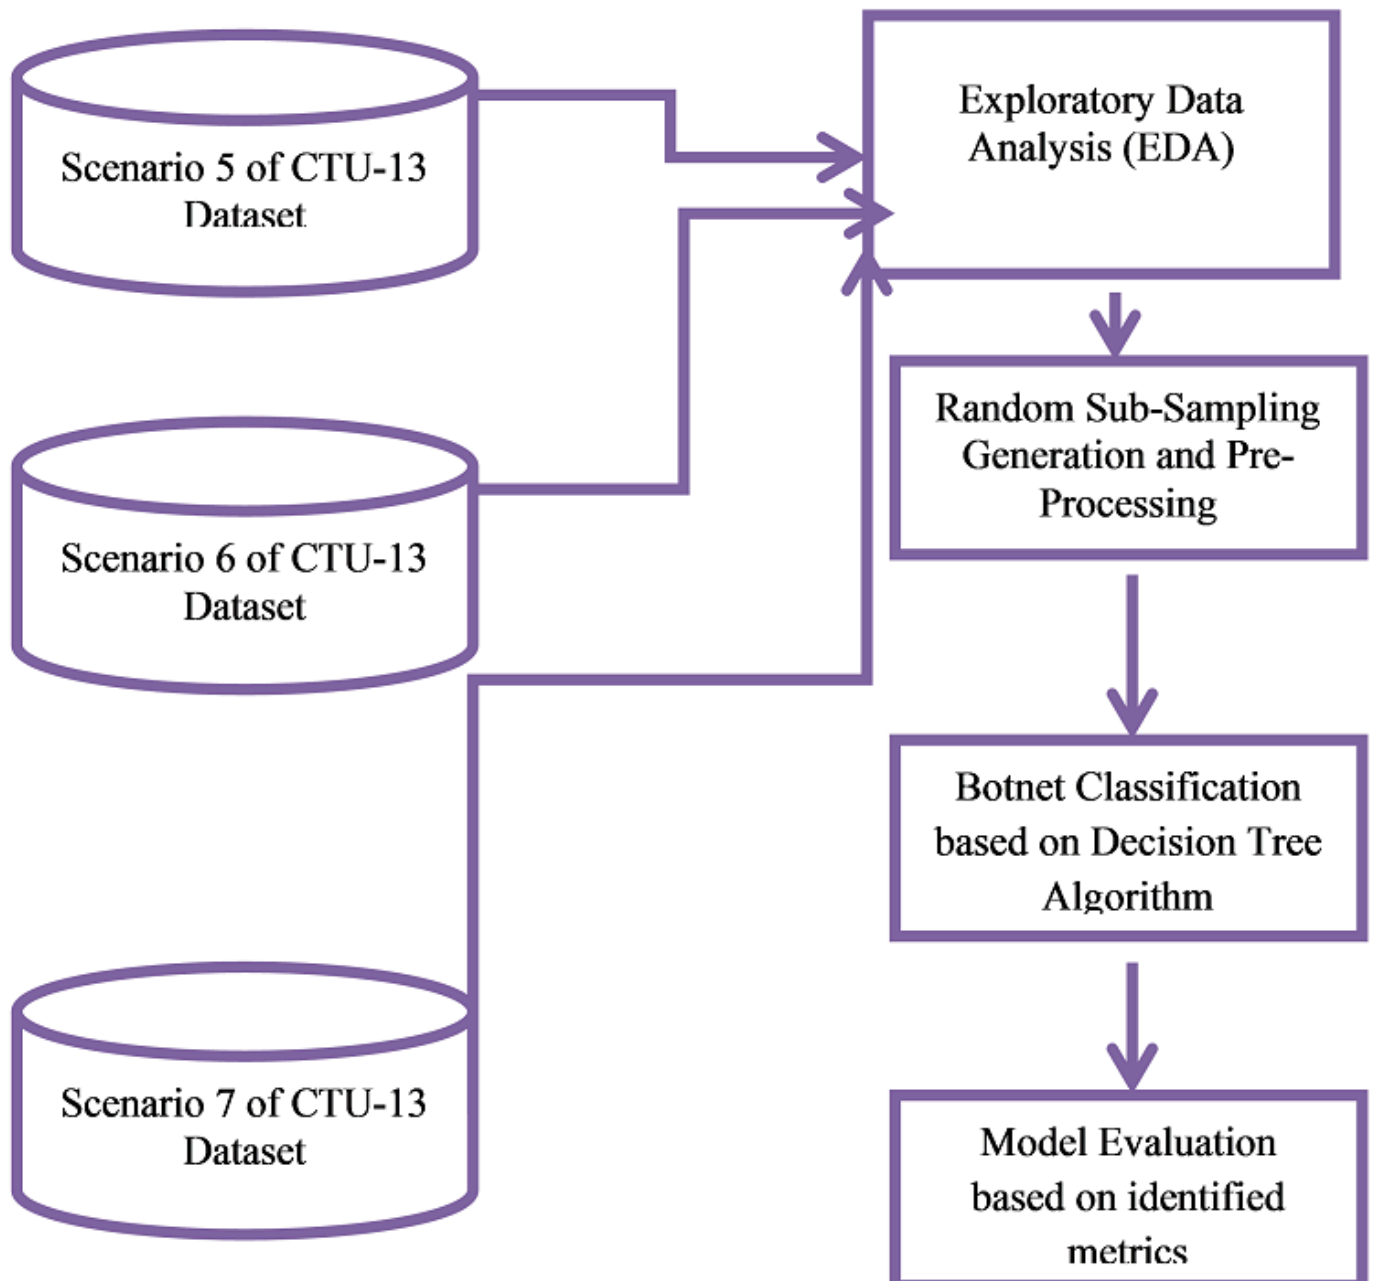 Scenario 5 of CTU-13
Dataset
Scenario 6 of CTU-13
Dataset
Scenario 7 of CTU-13
Dataset
Exploratory Data
Analysis (EDA)
Random Sub-Sampling
Generation and Pre-
Processing
Botnet Classification
based on Decision Tree
Algorithm
Model Evaluation
based on identified
metrics